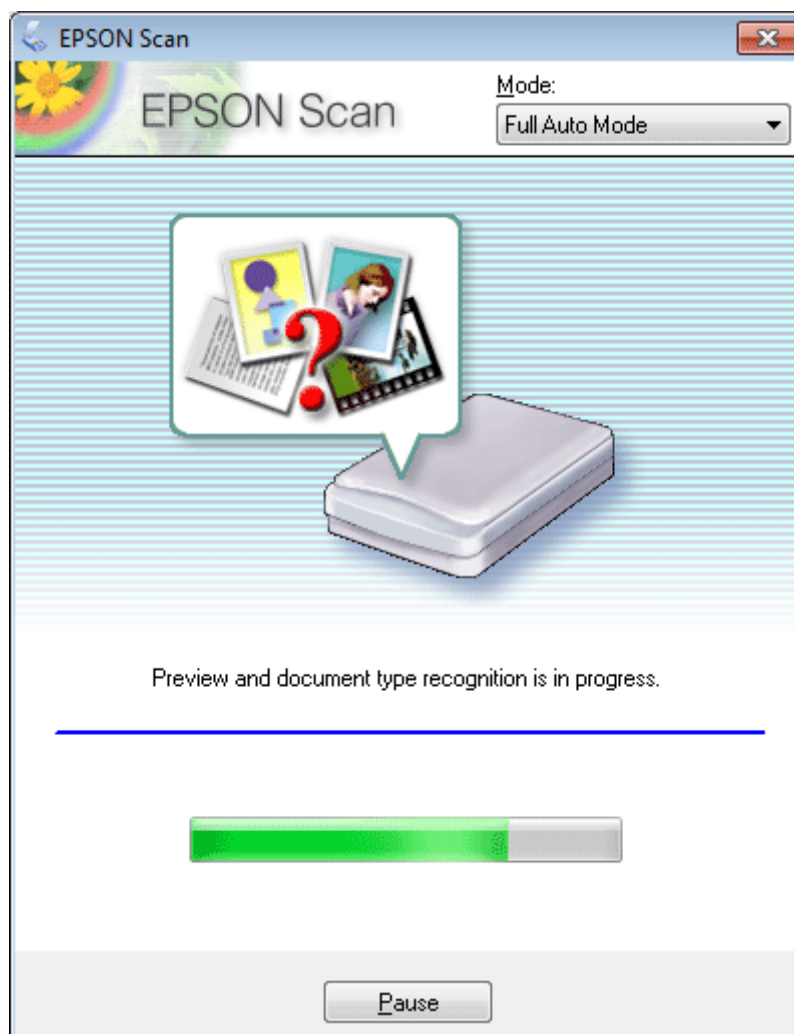 EPSON Scan
EPSON Scan
Mode:
Full Auto Mode
Preview and document type recognition is in progress.
Pause